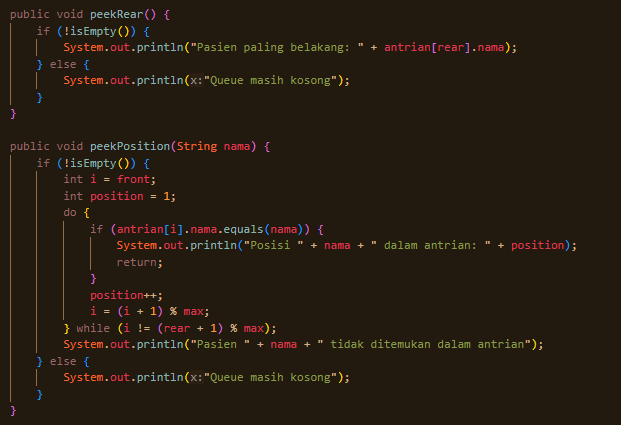 public void peekRear() {
if (!isEmpty()) {
System.out.println("Pasien paling belakang: " + antrian[rear].nama);
} else {
System.out.println(x:"Queue masih kosong");
}
}
public void peekPosition(String nama) {
if (!isEmpty()) {
int i = front;
int position = 1;
do {
if (antrian[i].nama.equals(nama)) {
System.out.println("Posisi " + nama + " dalam antrian: " + position);
return;
}
position++;
i = (i + 1) % max;
} while (i != (rear + 1) % max);
System.out.println("Pasien " + nama + " tidak ditemukan dalam antrian");
} else {
System.out.println(x:"Queue masih kosong");
}
}